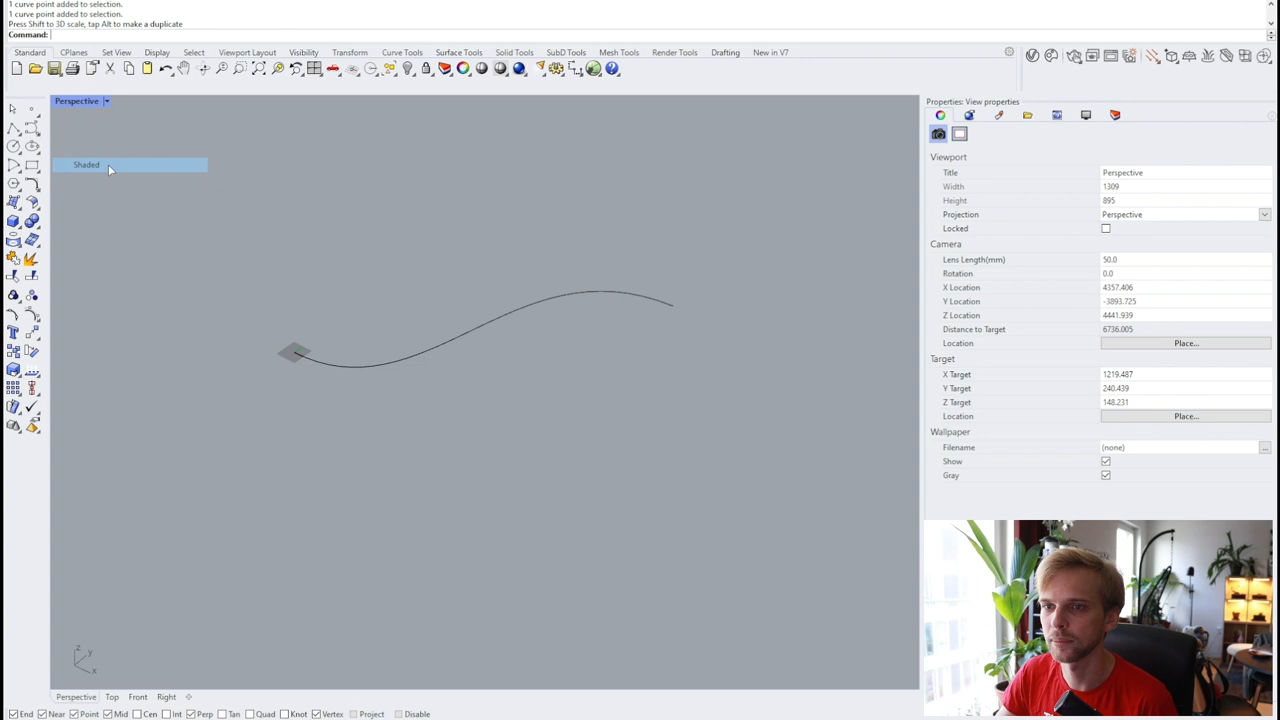 1 curve point added to selection.
1 curve point added to selection.
Press Shift to 3D scale, tap Alt to make a duplicate
Command:
Standard CPlanes Set View Display Select Viewport Layout Visibility Transform Curve Tools Surface Tools Solid Tools SubD Tools Mesh Tools Render Tools Drafting New in V7
Perspective
Shaded
z
y
x
Perspective Top Front Right
End Near Point Mid Cen Int Perp Tan Quad Knot Vertex Project Disable
Properties: View properties
Viewport
Title Perspective
Width 1309
Height 895
Projection Perspective
Locked
Camera
Lens Length(mm) 50.0
Rotation 0.0
X Location 4357.406
Y Location -3893.725
Z Location 4441.939
Distance to Target 6736.005
Location Place...
Target
X Target 1219.487
Y Target 240.439
Z Target 148.231
Location Place...
Wallpaper
Filename (none) ...
Show
Gray